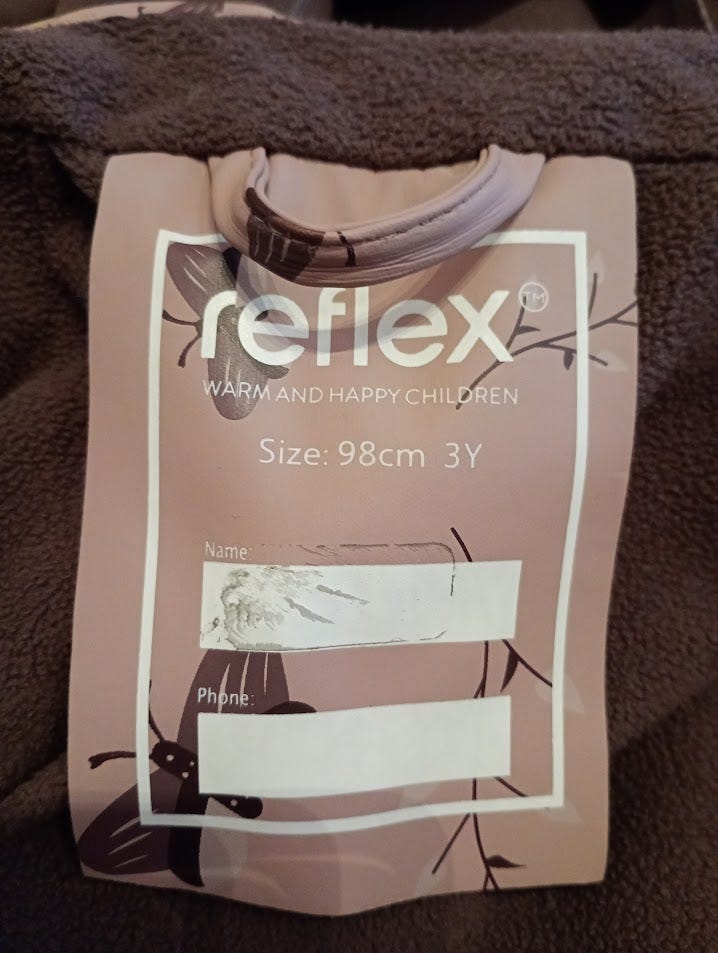 reflex™
WARM AND HAPPY CHILDREN
Size: 98cm 3Y
Name:
Phone: